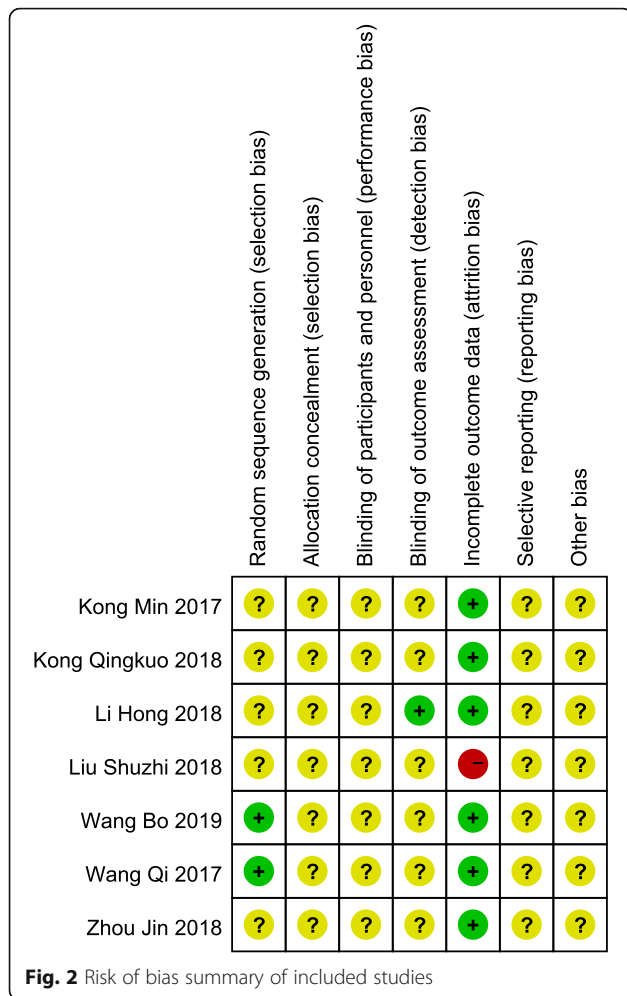 Random sequence generation (selection bias)
Allocation concealment (selection bias)
Blinding of participants and personnel (performance bias)
Blinding of outcome assessment (detection bias)
Incomplete outcome data (attrition bias)
Selective reporting (reporting bias)
Other bias
Kong Min 2017 ? ? ? ? + ? ?
Kong Qingkuo 2018 ? ? ? ? + ? ?
Li Hong 2018 ? ? ? + + ? ?
Liu Shuzhi 2018 ? ? ? ? − ? ?
Wang Bo 2019 + ? ? ? + ? ?
Wang Qi 2017 + ? ? ? + ? ?
Zhou Jin 2018 ? ? ? ? + ? ?
Fig. 2 Risk of bias summary of included studies